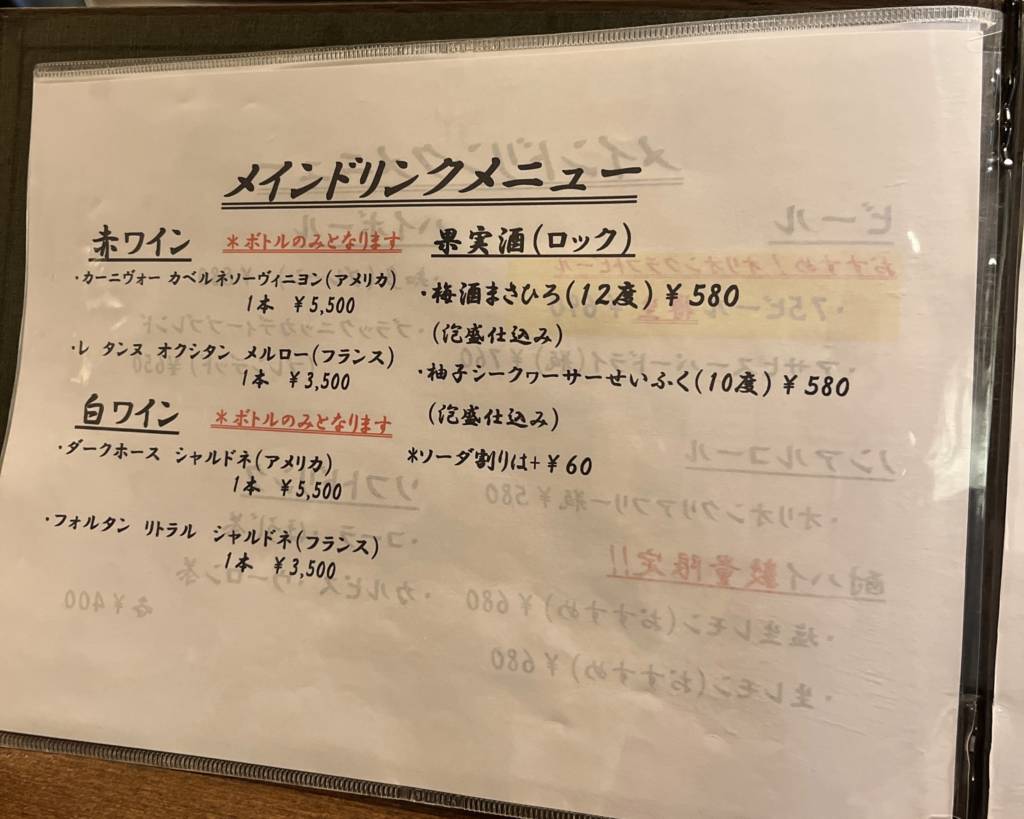 メインドリンクメニュー
赤ワイン ＊ボトルのみとなります
・カーニヴォー カベルネソーヴィニヨン(アメリカ)
1本 ￥5,500
・レ タンヌ オクシタン メルロー(フランス)
1本 ￥3,500
白ワイン ＊ボトルのみとなります
・ダークホース シャルドネ(アメリカ)
1本 ￥5,500
・フォルタン リトラル シャルドネ(フランス)
1本 ￥3,500
果実酒(ロック)
・梅酒まさひろ(12度)￥580
(泡盛仕込み)
・柚子シークヮーサーせいふく(10度)￥580
(泡盛仕込み)
*ソーダ割りは+￥60